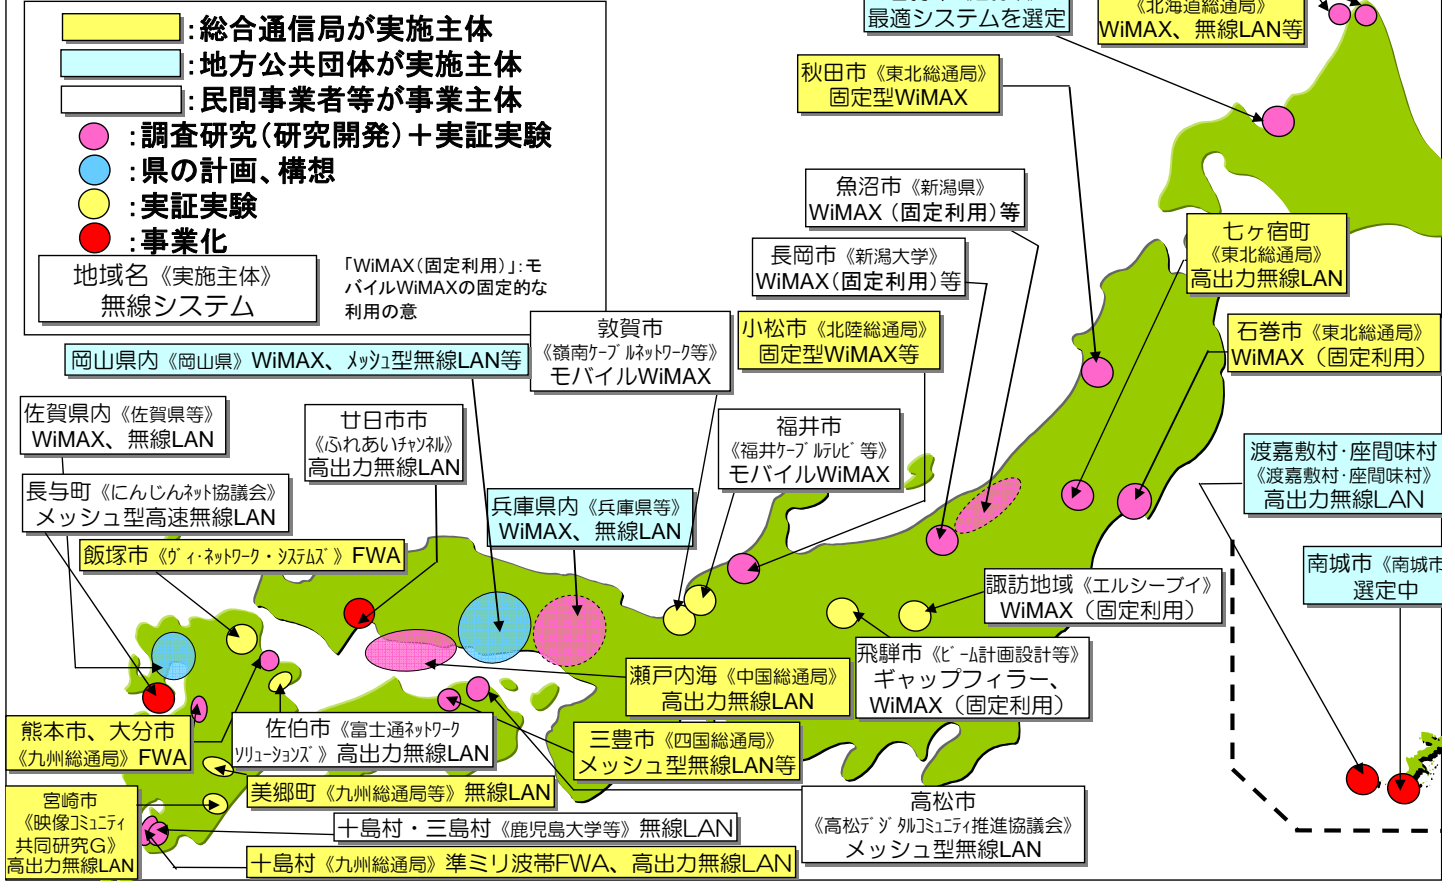 ：総合通信局が実施主体
：地方公共団体が実施主体
：民間事業者等が事業主体
：調査研究（研究開発）＋実証実験
：県の計画、構想
：実証実験
：事業化
地域名《実施主体》
無線システム
「WiMAX（固定利用）」：モ
バイルWiMAXの固定的な
利用の意
最適システムを選定
《北海道総通局》
WiMAX、無線LAN等
秋田市《東北総通局》
固定型WiMAX
魚沼市《新潟県》
WiMAX（固定利用）等
長岡市《新潟大学》
WiMAX（固定利用）等
七ヶ宿町
《東北総通局》
高出力無線LAN
敦賀市
《嶺南ケーブルネットワーク等》
モバイルWiMAX
小松市《北陸総通局》
固定型WiMAX等
石巻市《東北総通局》
WiMAX（固定利用）
岡山県内《岡山県》WiMAX、メッシュ型無線LAN等
佐賀県内《佐賀県等》
WiMAX、無線LAN
廿日市市
《ふれあいチャンネル》
高出力無線LAN
福井市
《福井ケーブルテレビ等》
モバイルWiMAX
渡嘉敷村・座間味村
《渡嘉敷村・座間味村》
高出力無線LAN
長与町《にんじんネット協議会》
メッシュ型高速無線LAN
兵庫県内《兵庫県等》
WiMAX、無線LAN
飯塚市《ヴィ・ネットワーク・システムズ》FWA
南城市《南城市
選定中
諏訪地域《エルシーブイ》
WiMAX（固定利用）
飛騨市《ビーム計画設計等》
ギャップフィラー、
WiMAX（固定利用）
瀬戸内海《中国総通局》
高出力無線LAN
熊本市、大分市
《九州総通局》FWA
佐伯市《富士通ネットワーク
ソリューションズ》高出力無線LAN
三豊市《四国総通局》
メッシュ型無線LAN等
美郷町《九州総通局等》無線LAN
宮崎市
《映像コミュニティ
共同研究G》
高出力無線LAN
高松市
《高松デジタルコミュニティ推進協議会》
メッシュ型無線LAN
十島村・三島村《鹿児島大学等》無線LAN
十島村《九州総通局》準ミリ波帯FWA、高出力無線LAN